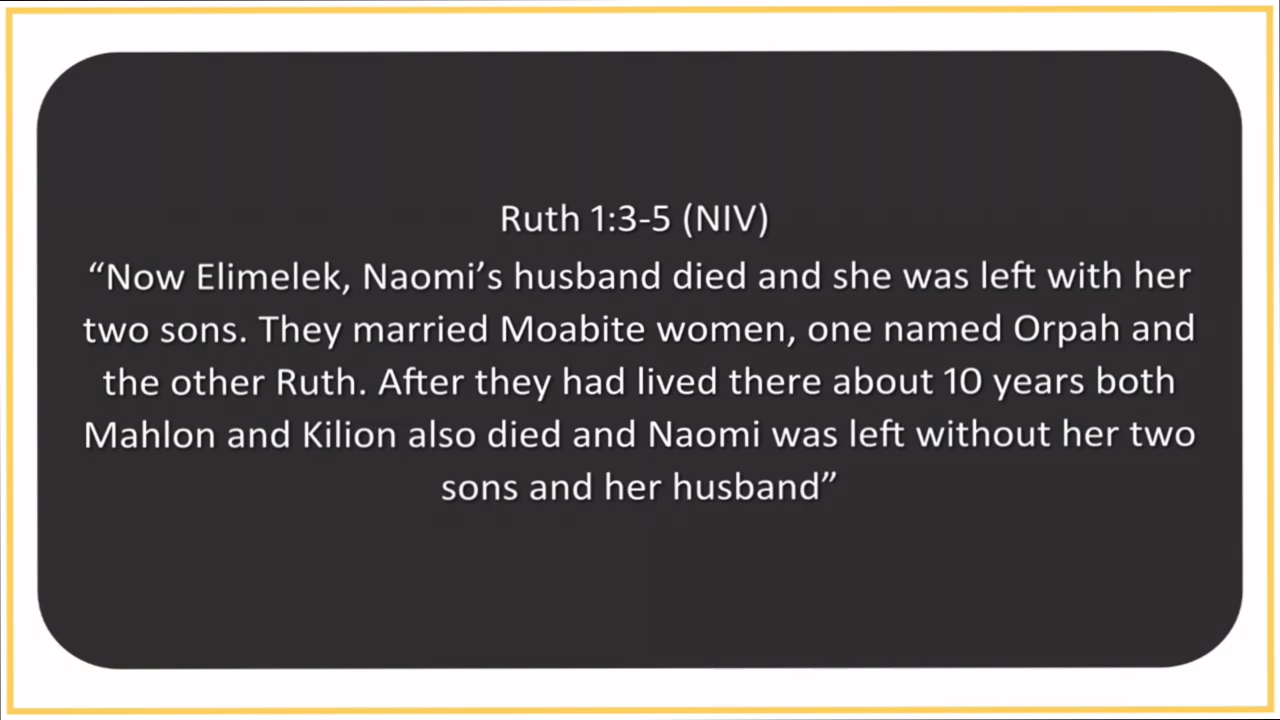 Ruth 1:3-5 (NIV)
“Now Elimelek, Naomi’s husband died and she was left with her
two sons. They married Moabite women, one named Orpah and
the other Ruth. After they had lived there about 10 years both
Mahlon and Kilion also died and Naomi was left without her two
sons and her husband”